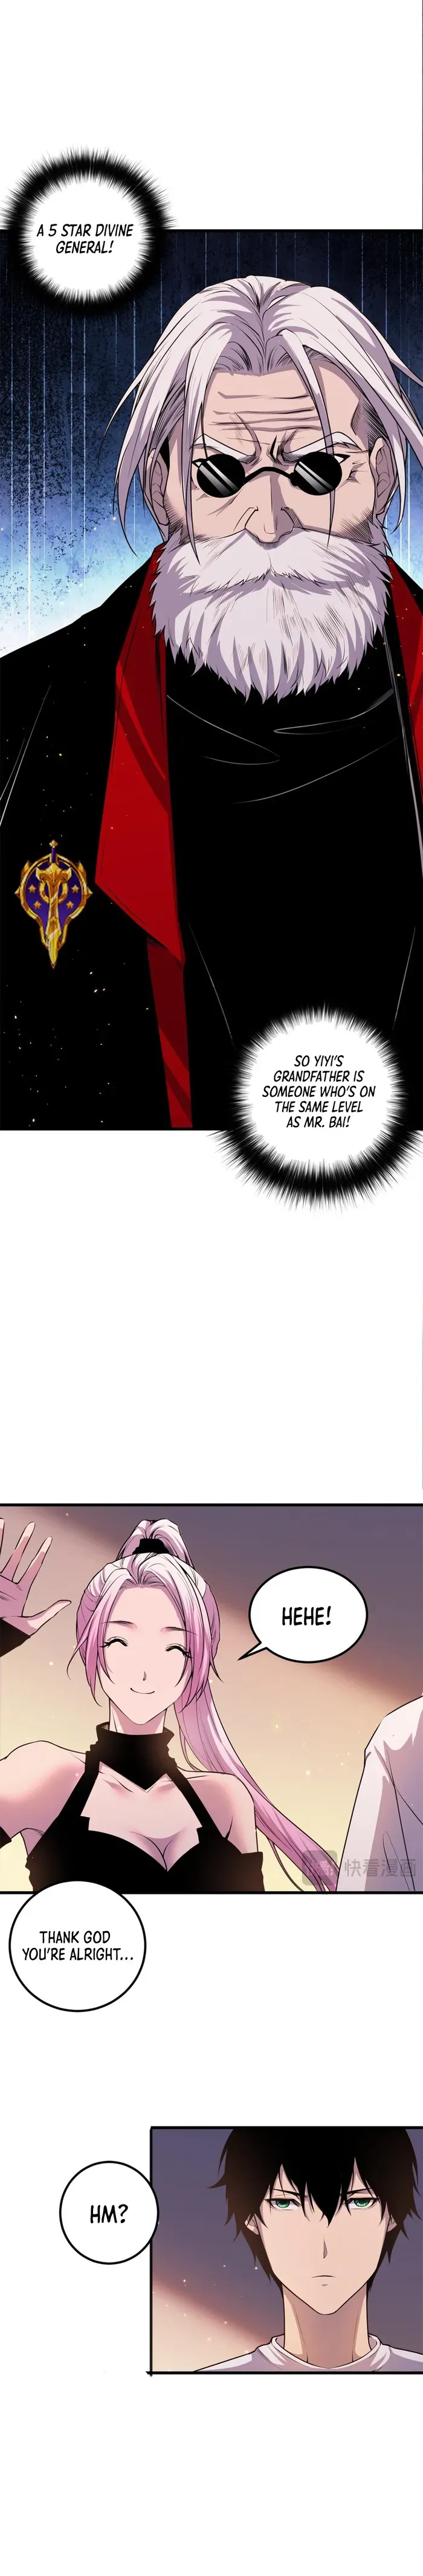 A 5 STAR DIVINE
GENERAL!
SO YIYI'S
GRANDFATHER IS
SOMEONE WHO'S ON
THE SAME LEVEL
AS MR. BAI!
HEHE!
快看漫画
THANK GOD
YOU'RE ALRIGHT...
HM?